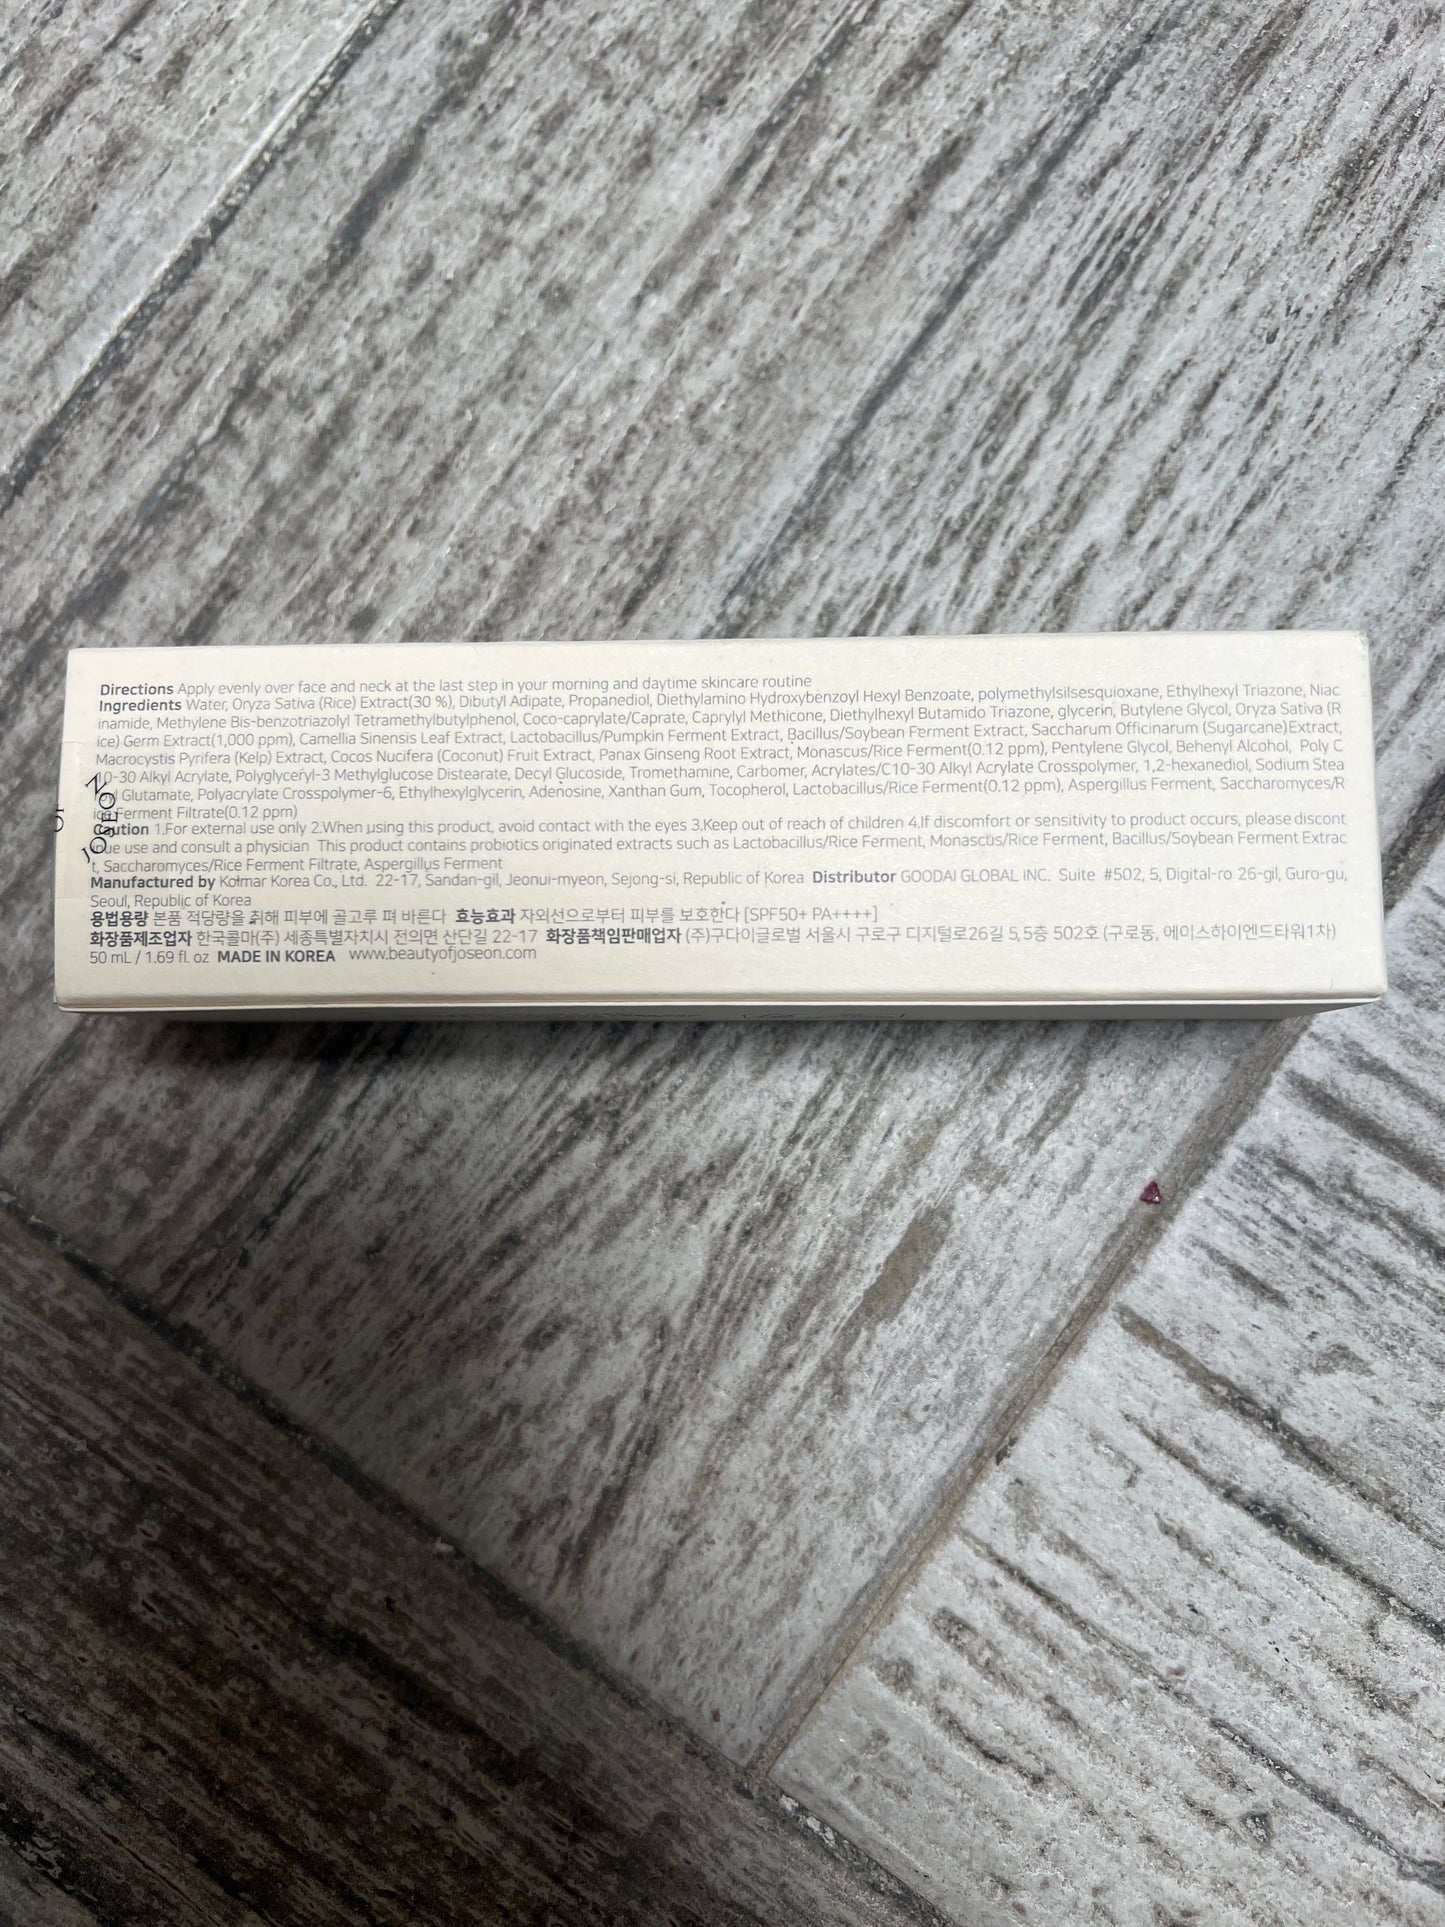 Directions Apply evenly over face and neck at the last step in your morning and daytime skincare routine
Ingredients Water, Oryza Sativa (Rice) Extract(30 %), Dibutyl Adipate, Propanediol, Diethylamino Hydroxybenzoyl Hexyl Benzoate, polymethylsilsesquioxane, Ethylhexyl Triazone, Niac
inamide, Methylene Bis-benzotriazolyl Tetramethylbutylphenol, Coco-caprylate/Caprate, Caprylyl Methicone, Diethylhexyl Butamido Triazone, glycerin, Butylene Glycol, Oryza Sativa (R
ice) Germ Extract(1,000 ppm), Camellia Sinensis Leaf Extract, Lactobacillus/Pumpkin Ferment Extract, Bacillus/Soybean Ferment Extract, Saccharum Officinarum (Sugarcane)Extract,
Macrocystis Pyrifera (Kelp) Extract, Cocos Nucifera (Coconut) Fruit Extract, Panax Ginseng Root Extract, Monascus/Rice Ferment(0.12 ppm), Pentylene Glycol, Behenyl Alcohol, Poly C
10-30 Alkyl Acrylate, Polyglyceryl-3 Methylglucose Distearate, Decyl Glucoside, Tromethamine, Carbomer, Acrylates/C10-30 Alkyl Acrylate Crosspolymer, 1,2-hexanediol, Sodium Stea
royl Glutamate, Polyacrylate Crosspolymer-6, Ethylhexylglycerin, Adenosine, Xanthan Gum, Tocopherol, Lactobacillus/Rice Ferment(0.12 ppm), Aspergillus Ferment, Saccharomyces/R
ice Ferment Filtrate(0.12 ppm)
Caution 1.For external use only 2.When using this product, avoid contact with the eyes 3.Keep out of reach of children 4.If discomfort or sensitivity to product occurs, please discont
inue use and consult a physician This product contains probiotics originated extracts such as Lactobacillus/Rice Ferment, Monascus/Rice Ferment, Bacillus/Soybean Ferment Extrac
t, Saccharomyces/Rice Ferment Filtrate, Aspergillus Ferment
Manufactured by Kolmar Korea Co., Ltd. 22-17, Sandan-gil, Jeonui-myeon, Sejong-si, Republic of Korea Distributor GOODAI GLOBAL INC. Suite #502, 5, Digital-ro 26-gil, Guro-gu,
Seoul, Republic of Korea
용법용량 본품 적당량을 취해 피부에 골고루 펴 바른다 효능효과 자외선으로부터 피부를 보호한다 [SPF50+ PA++++]
화장품제조업자 한국콜마(주) 세종특별자치시 전의면 산단길 22-17 화장품책임판매업자 (주)구다이글로벌 서울시 구로구 디지털로26길 5, 5층 502호 (구로동, 에이스하이엔드타워1차)
50 mL / 1.69 fl. oz MADE IN KOREA www.beautyofjoseon.com
JOSEON